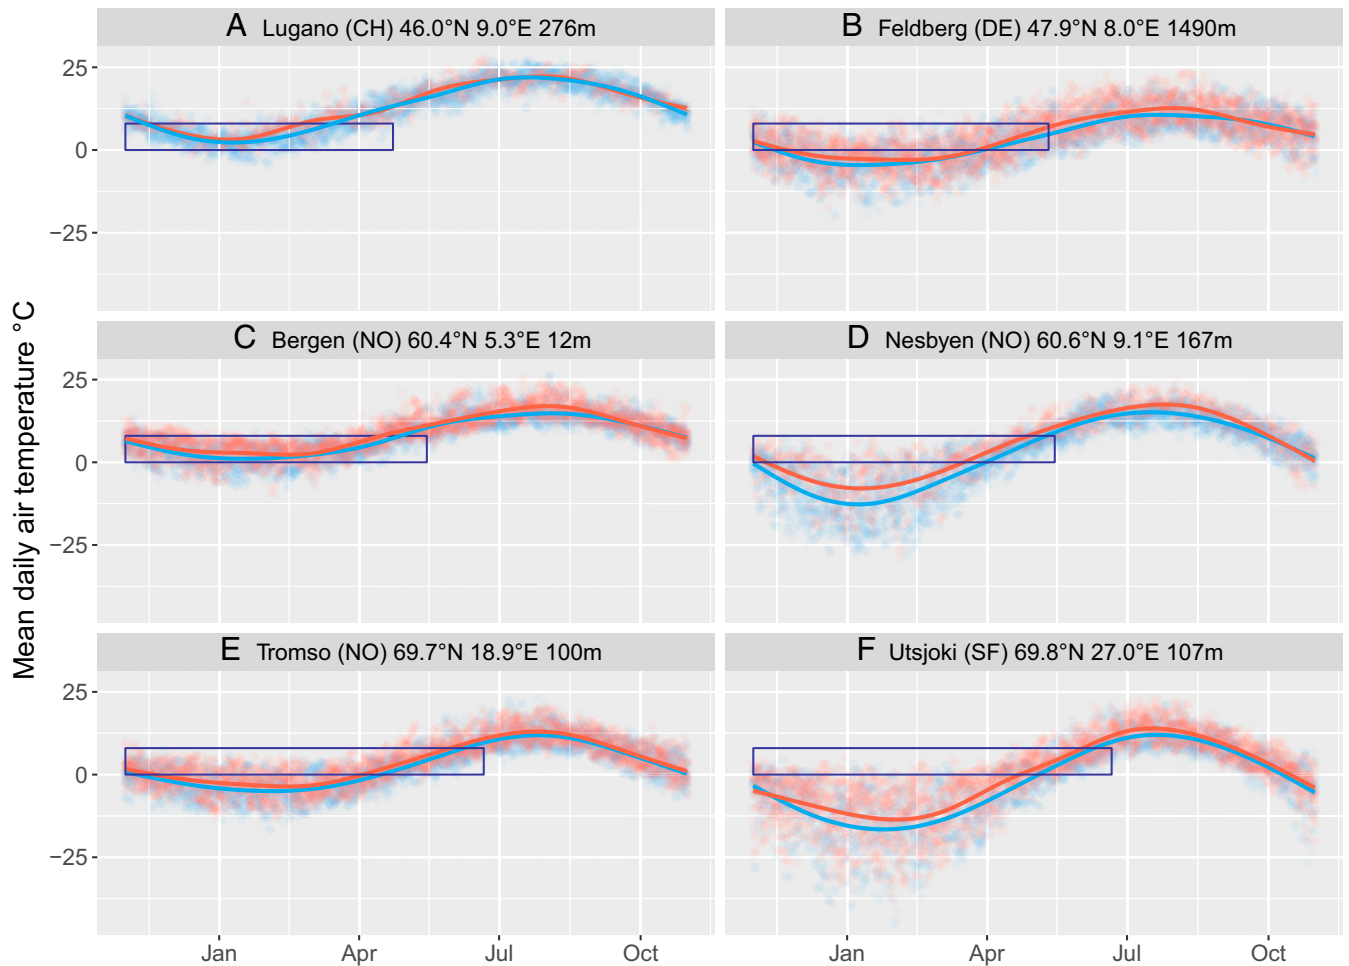 A Lugano (CH) 46.0°N 9.0°E 276m
B Feldberg (DE) 47.9°N 8.0°E 1490m
25
0
−25
Mean daily air temperature °C
C Bergen (NO) 60.4°N 5.3°E 12m
D Nesbyen (NO) 60.6°N 9.1°E 167m
25
0
−25
E Tromso (NO) 69.7°N 18.9°E 100m
F Utsjoki (SF) 69.8°N 27.0°E 107m
25
0
−25
Jan Apr Jul Oct
Jan Apr Jul Oct